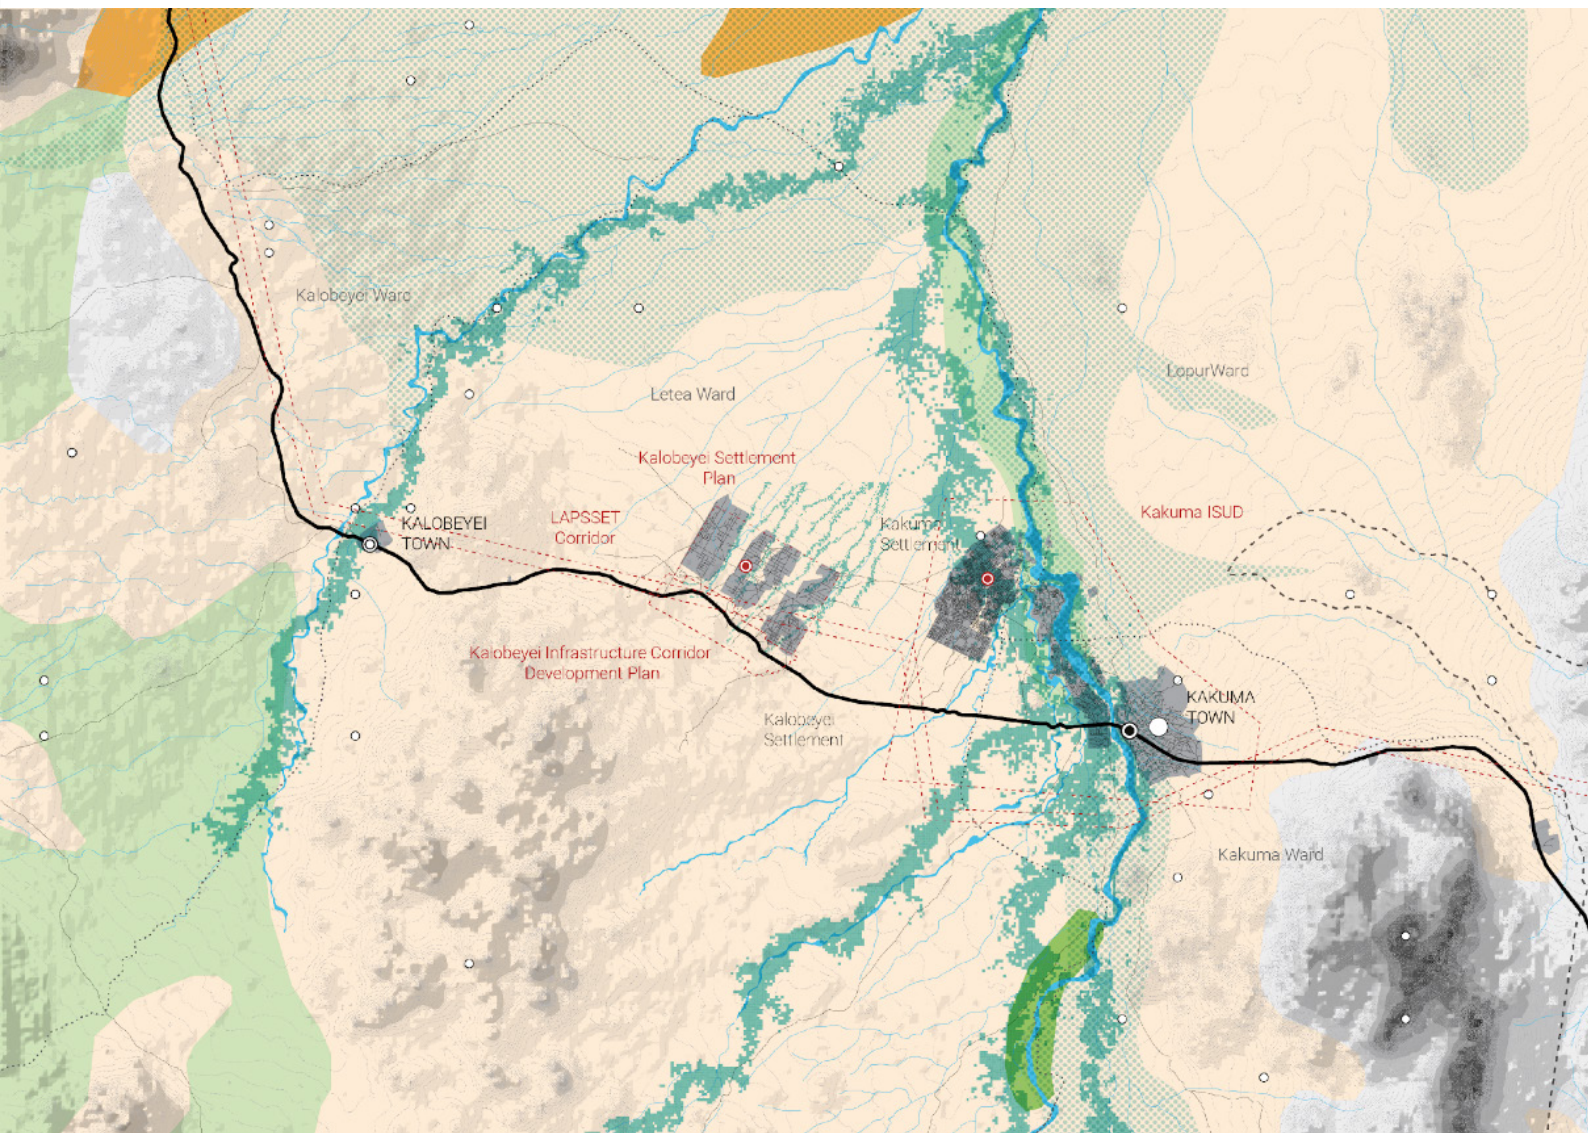 Kalobeyei Ward
LopurWard
Letea Ward
Kalobeyei Settlement
Plan
LAPSSET
Corridor
KALOBEYEI
TOWN
Kakuma
Settlement
Kakuma ISUD
Kalobeyei Infrastructure Corridor
Development Plan
KAKUMA
TOWN
Kalobeyei
Settlement
Kakuma Ward